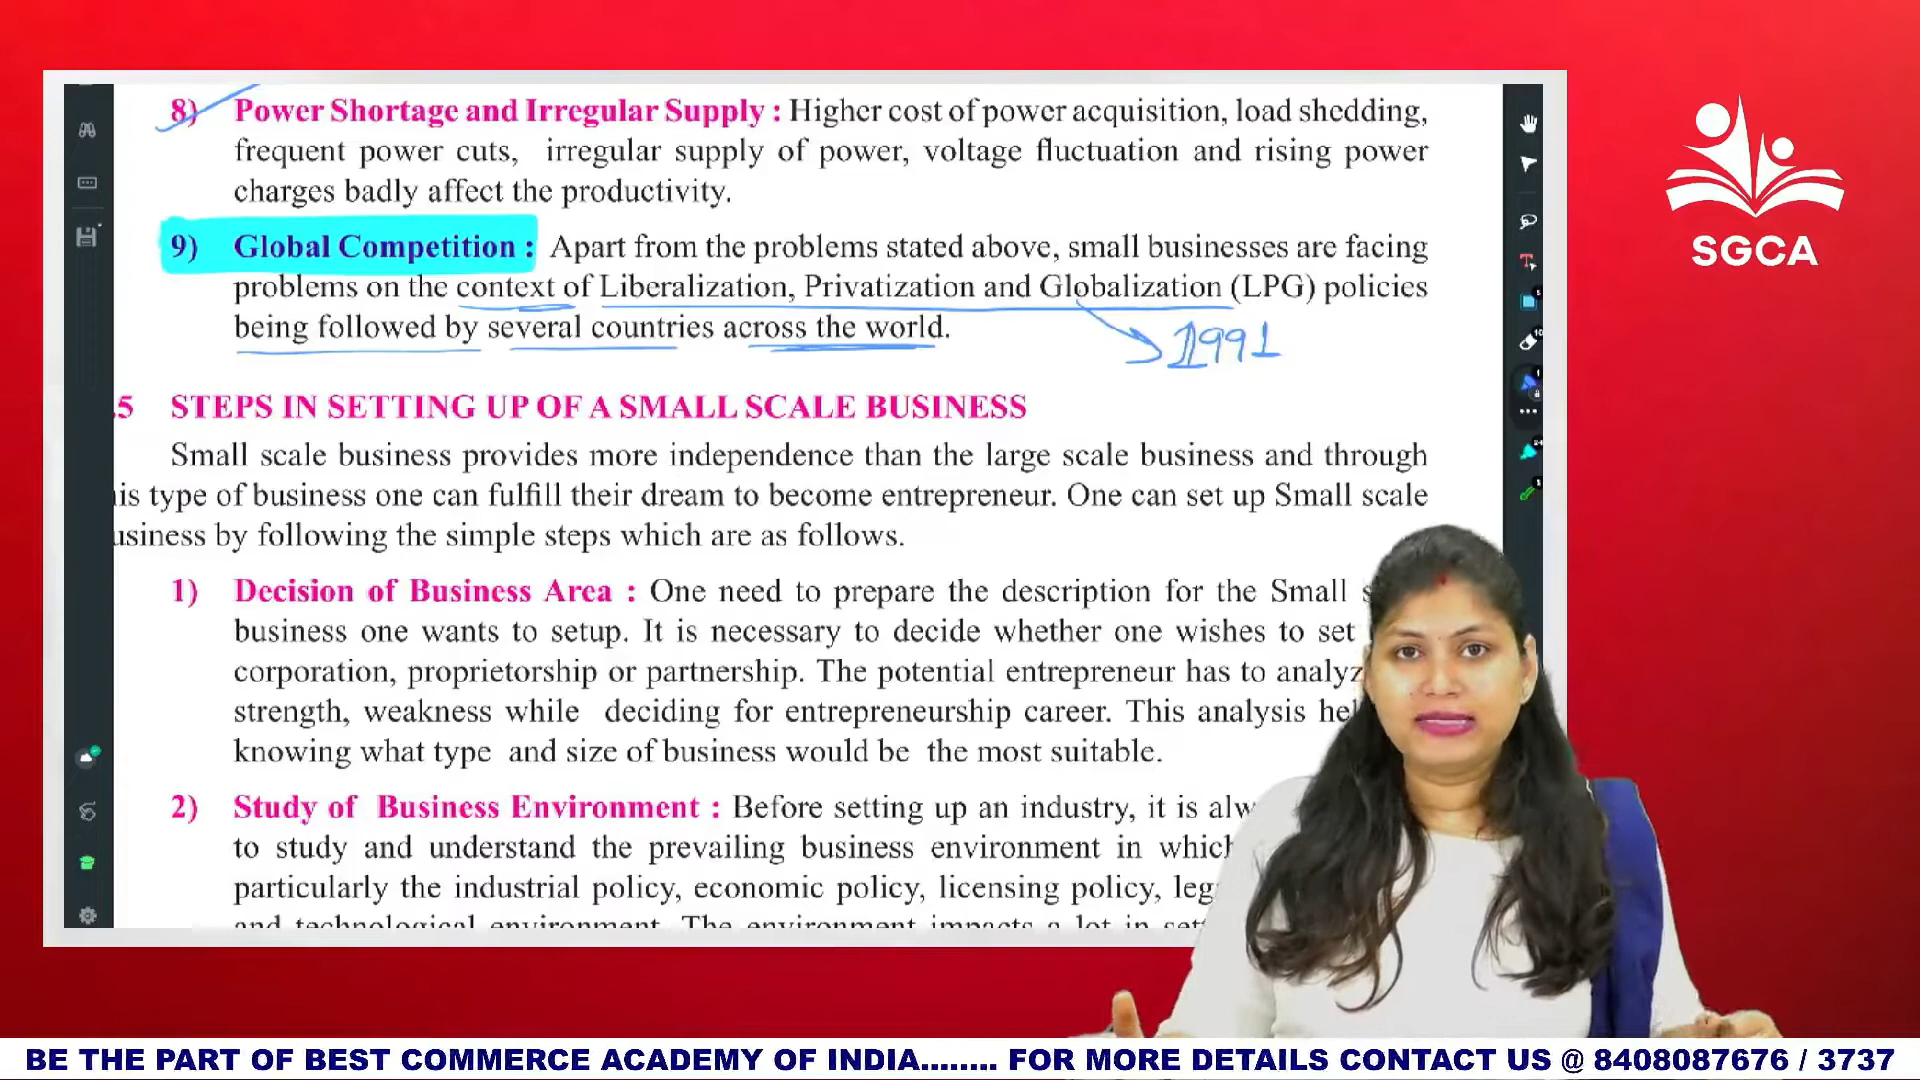 8) Power Shortage and Irregular Supply : Higher cost of power acquisition, load shedding,
frequent power cuts, irregular supply of power, voltage fluctuation and rising power
charges badly affect the productivity.
9) Global Competition : Apart from the problems stated above, small businesses are facing
problems on the context of Liberalization, Privatization and Globalization (LPG) policies
being followed by several countries across the world.
1991
.5 STEPS IN SETTING UP OF A SMALL SCALE BUSINESS
Small scale business provides more independence than the large scale business and through
is type of business one can fulfill their dream to become entrepreneur. One can set up Small scale
usiness by following the simple steps which are as follows.
1) Decision of Business Area : One need to prepare the description for the Small s
business one wants to setup. It is necessary to decide whether one wishes to set
corporation, proprietorship or partnership. The potential entrepreneur has to analyz
strength, weakness while deciding for entrepreneurship career. This analysis hel
knowing what type and size of business would be the most suitable.
2) Study of Business Environment : Before setting up an industry, it is alw
to study and understand the prevailing business environment in which
particularly the industrial policy, economic policy, licensing policy, leg
and technological environment. The environment impacts a lot in set
SGCA
BE THE PART OF BEST COMMERCE ACADEMY OF INDIA........ FOR MORE DETAILS CONTACT US @ 8408087676 / 3737